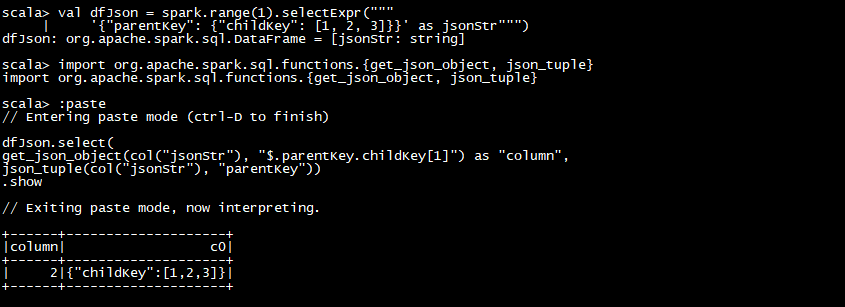 scala> val dfJson = spark.range(1).selectExpr("""
     |     '{"parentKey": {"childKey": [1, 2, 3]}}' as jsonStr""")
dfJson: org.apache.spark.sql.DataFrame = [jsonStr: string]
scala> import org.apache.spark.sql.functions.{get_json_object, json_tuple}
import org.apache.spark.sql.functions.{get_json_object, json_tuple}
scala> :paste
// Entering paste mode (ctrl-D to finish)
dfJson.select(
get_json_object(col("jsonStr"), "$.parentKey.childKey[1]") as "column",
json_tuple(col("jsonStr"), "parentKey"))
.show
// Exiting paste mode, now interpreting.
+------+--------------------+
|column|                  c0|
+------+--------------------+
|     2|{"childKey":[1,2,3]}|
+------+--------------------+